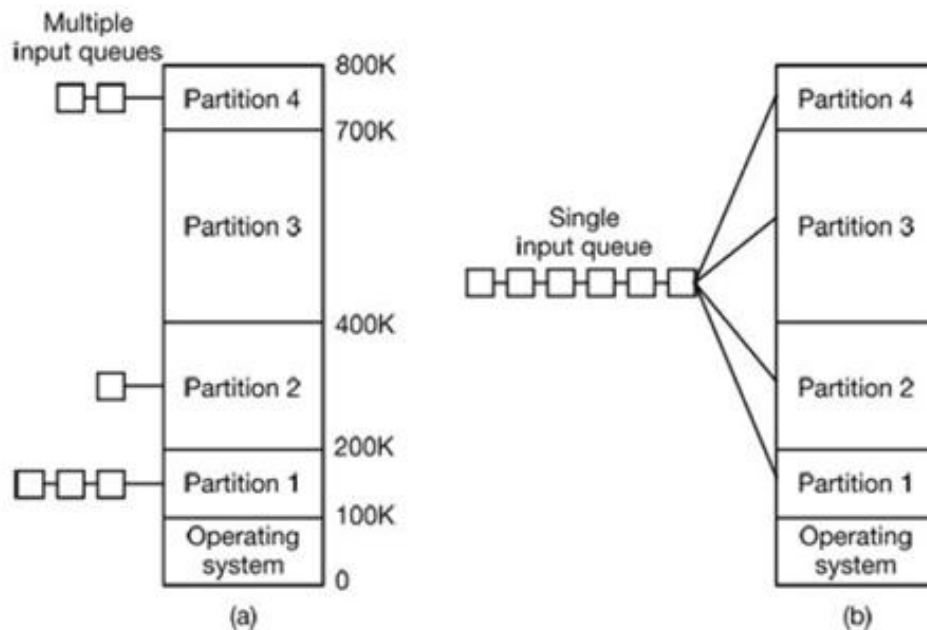 Multiple
input queues
800K
Partition 4
700K
Partition 3
400K
Partition 2
200K
Partition 1
100K
Operating
system
0
(a)
Single
input queue
Partition 4
Partition 3
Partition 2
Partition 1
Operating
system
(b)